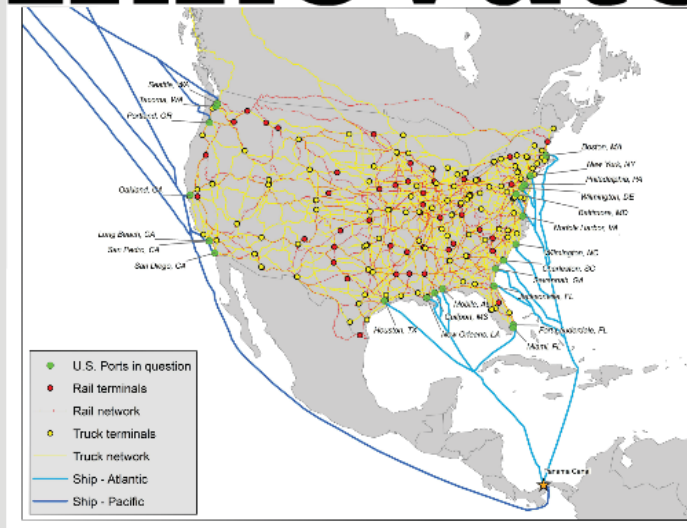 Seattle, WA
Tacoma, WA
Portland, OR
Oakland, CA
Long Beach, CA
San Pedro, CA
San Diego, CA
Boston, MA
New York, NY
Philadelphia, PA
Wilmington, DE
Baltimore, MD
Norfolk Harbor, VA
Wilmington, NC
Charleston, SC
Savannah, GA
Jacksonville, FL
Mobile, AL
Gulfport, MS
New Orleans, LA
Houston, TX
Port Lauderdale, FL
Miami, FL
Panama Canal
U.S. Ports in question
Rail terminals
Rail network
Truck terminals
Truck network
Ship - Atlantic
Ship - Pacific